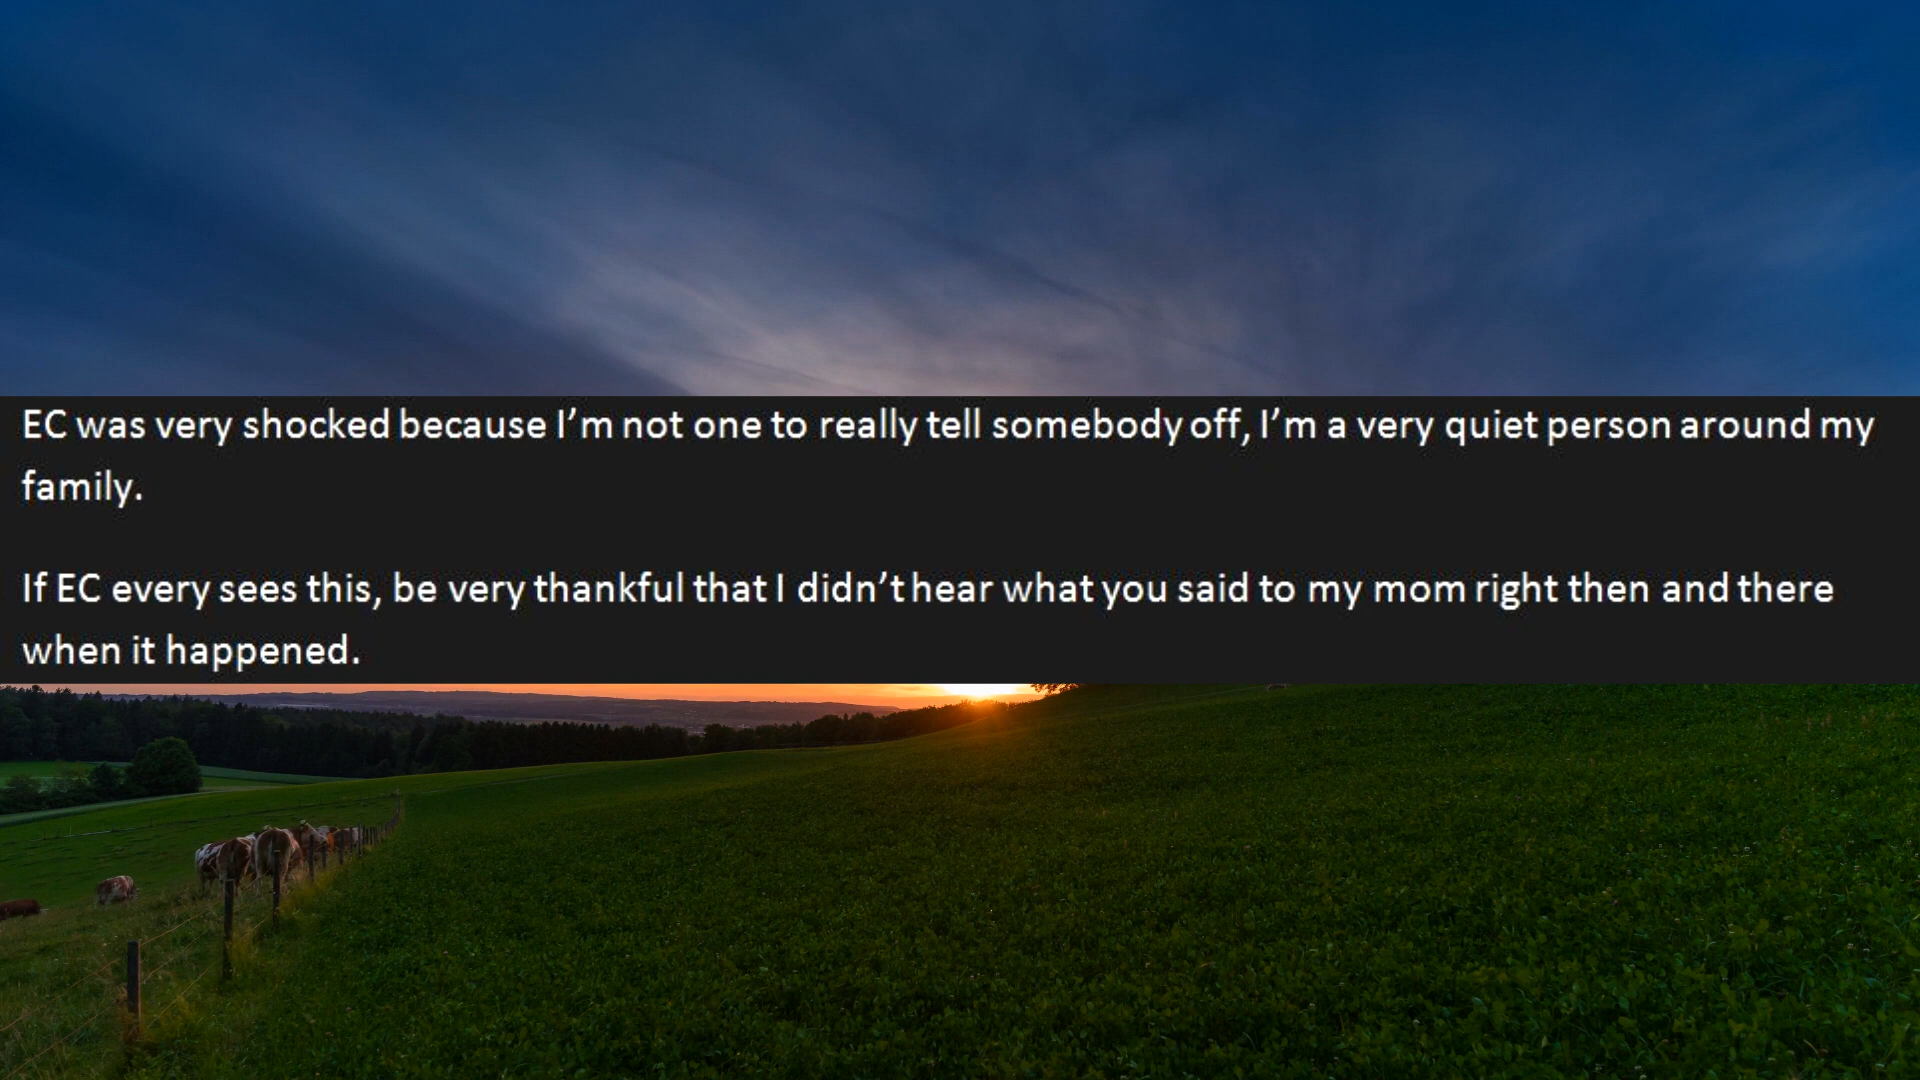 EC was very shocked because I’m not one to really tell somebody off, I’m a very quiet person around my
family.
If EC every sees this, be very thankful that I didn’t hear what you said to my mom right then and there
when it happened.